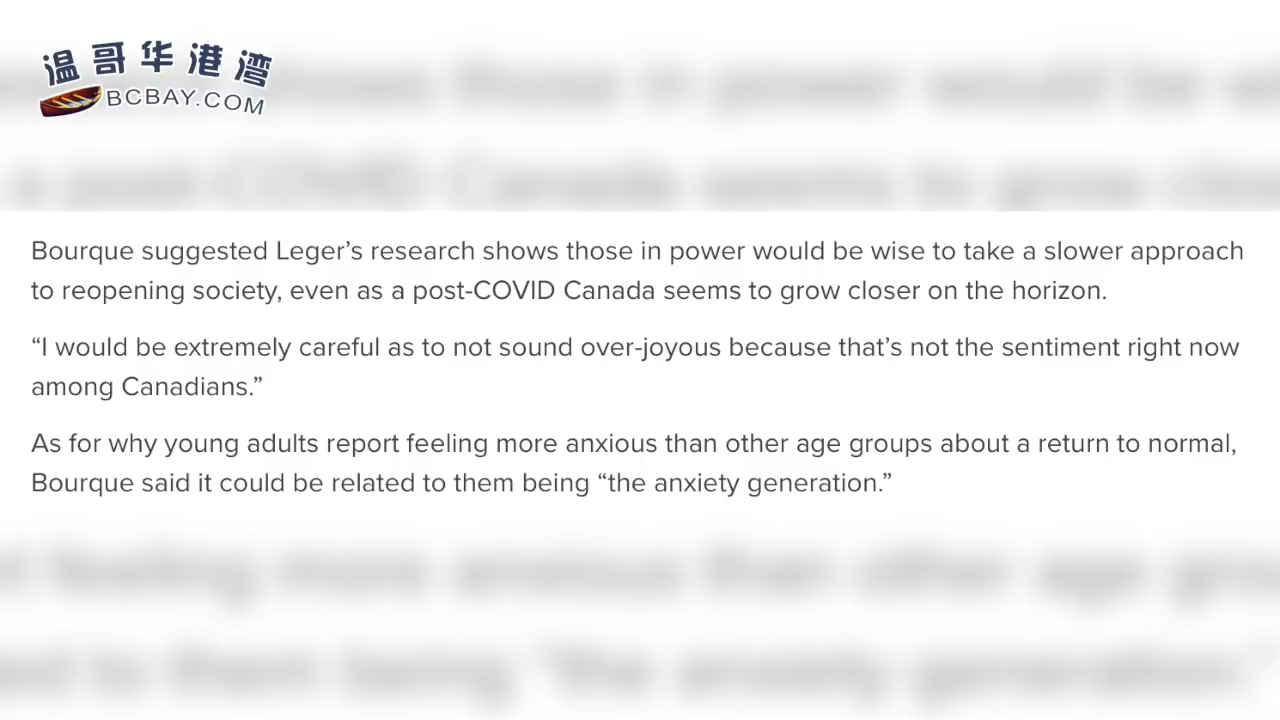 温哥华港湾
BCBAY.COM
Bourque suggested Leger’s research shows those in power would be wise to take a slower approach
to reopening society, even as a post-COVID Canada seems to grow closer on the horizon.
“I would be extremely careful as to not sound over-joyous because that’s not the sentiment right now
among Canadians.”
As for why young adults report feeling more anxious than other age groups about a return to normal,
Bourque said it could be related to them being “the anxiety generation.”